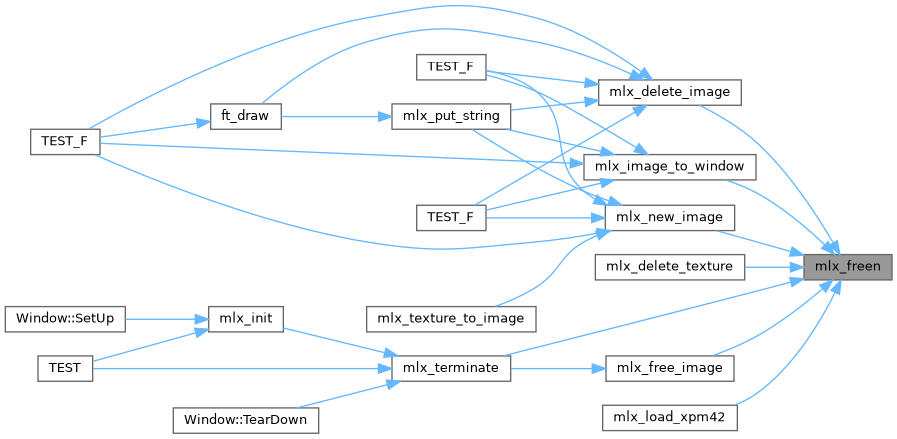 TEST_F
mlx_delete_image
ft_draw
mlx_put_string
TEST_F
mlx_image_to_window
TEST_F
mlx_new_image
mlx_delete_texture
mlx_freen
Window::SetUp
mlx_init
mlx_texture_to_image
TEST
mlx_terminate
mlx_free_image
Window::TearDown
mlx_load_xpm42